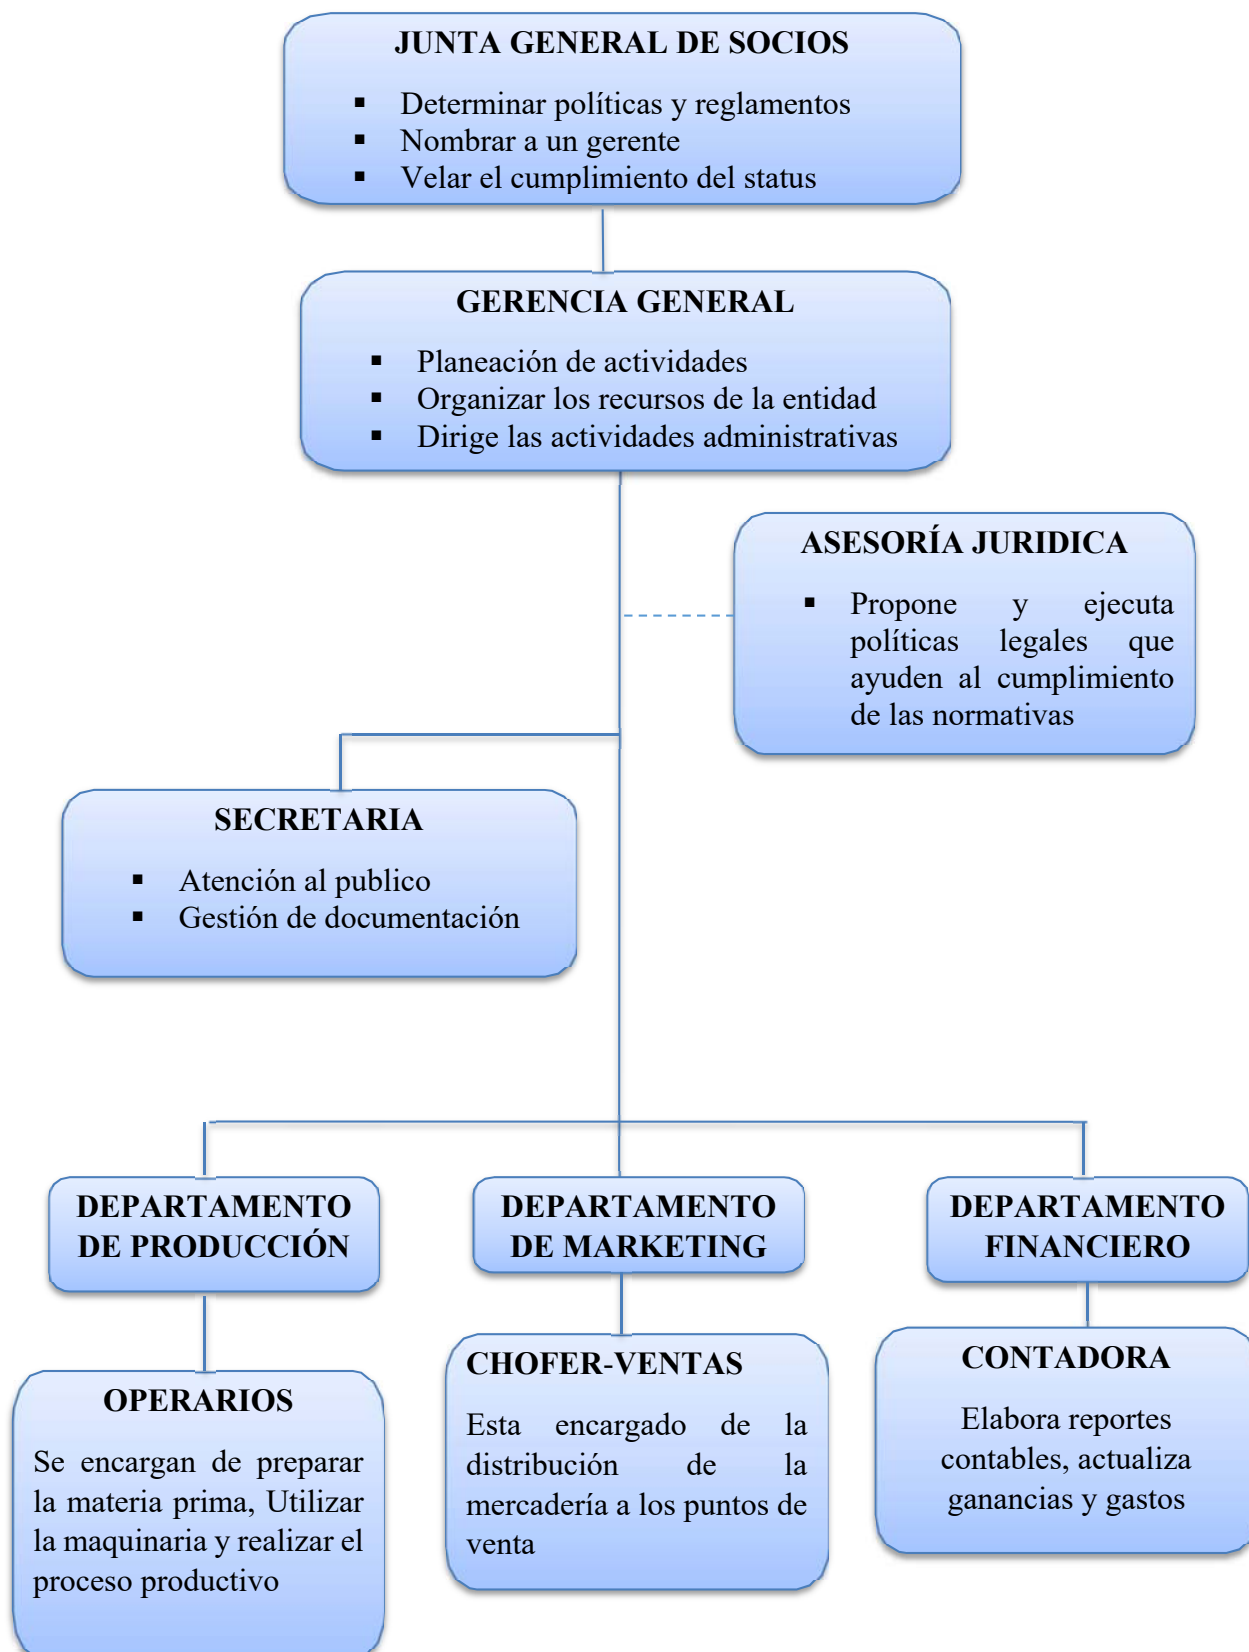 JUNTA GENERAL DE SOCIOS
▪ Determinar políticas y reglamentos
▪ Nombrar a un gerente
▪ Velar el cumplimiento del status
GERENCIA GENERAL
▪ Planeación de actividades
▪ Organizar los recursos de la entidad
▪ Dirige las actividades administrativas
ASESORÍA JURIDICA
▪ Propone y ejecuta
políticas legales que
ayuden al cumplimiento
de las normativas
SECRETARIA
▪ Atención al publico
▪ Gestión de documentación
DEPARTAMENTO
DE PRODUCCIÓN
DEPARTAMENTO
DE MARKETING
DEPARTAMENTO
FINANCIERO
OPERARIOS
Se encargan de preparar
la materia prima, Utilizar
la maquinaria y realizar el
proceso productivo
CHOFER-VENTAS
Esta encargado de la
distribución de la
mercadería a los puntos de
venta
CONTADORA
Elabora reportes
contables, actualiza
ganancias y gastos